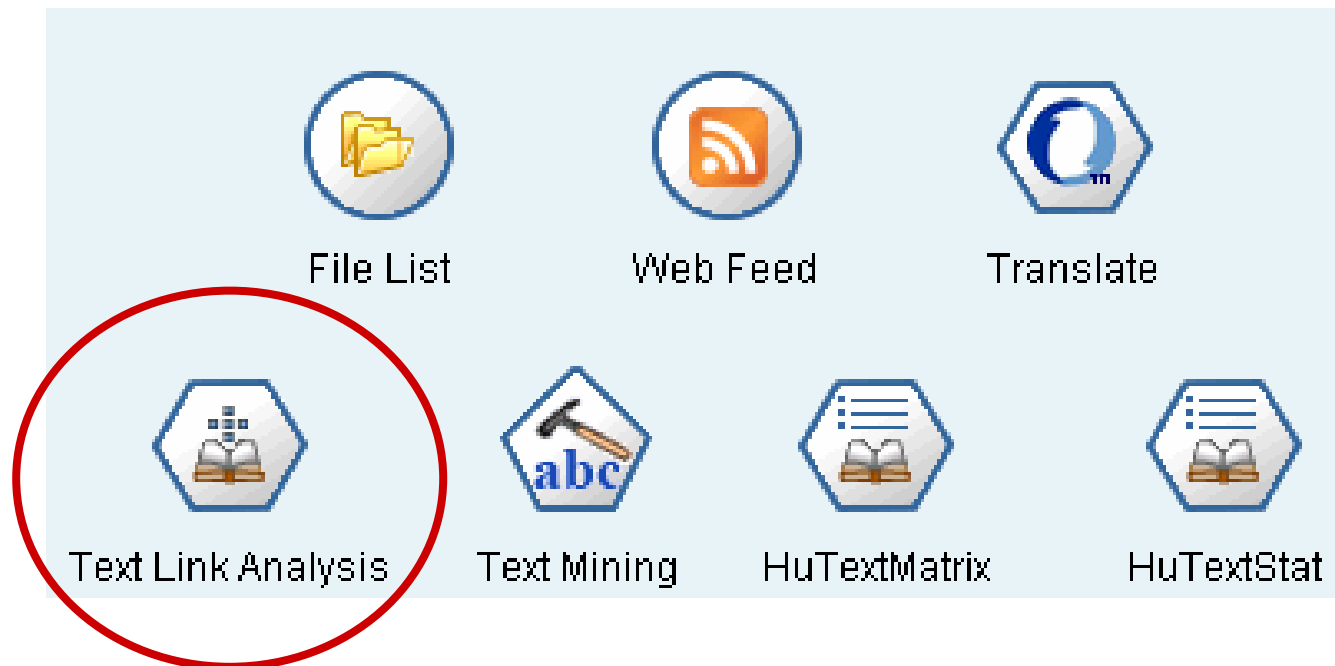 File List
Web Feed
Translate
abc
Text Link Analysis
Text Mining
HuTextMatrix
HuTextStat